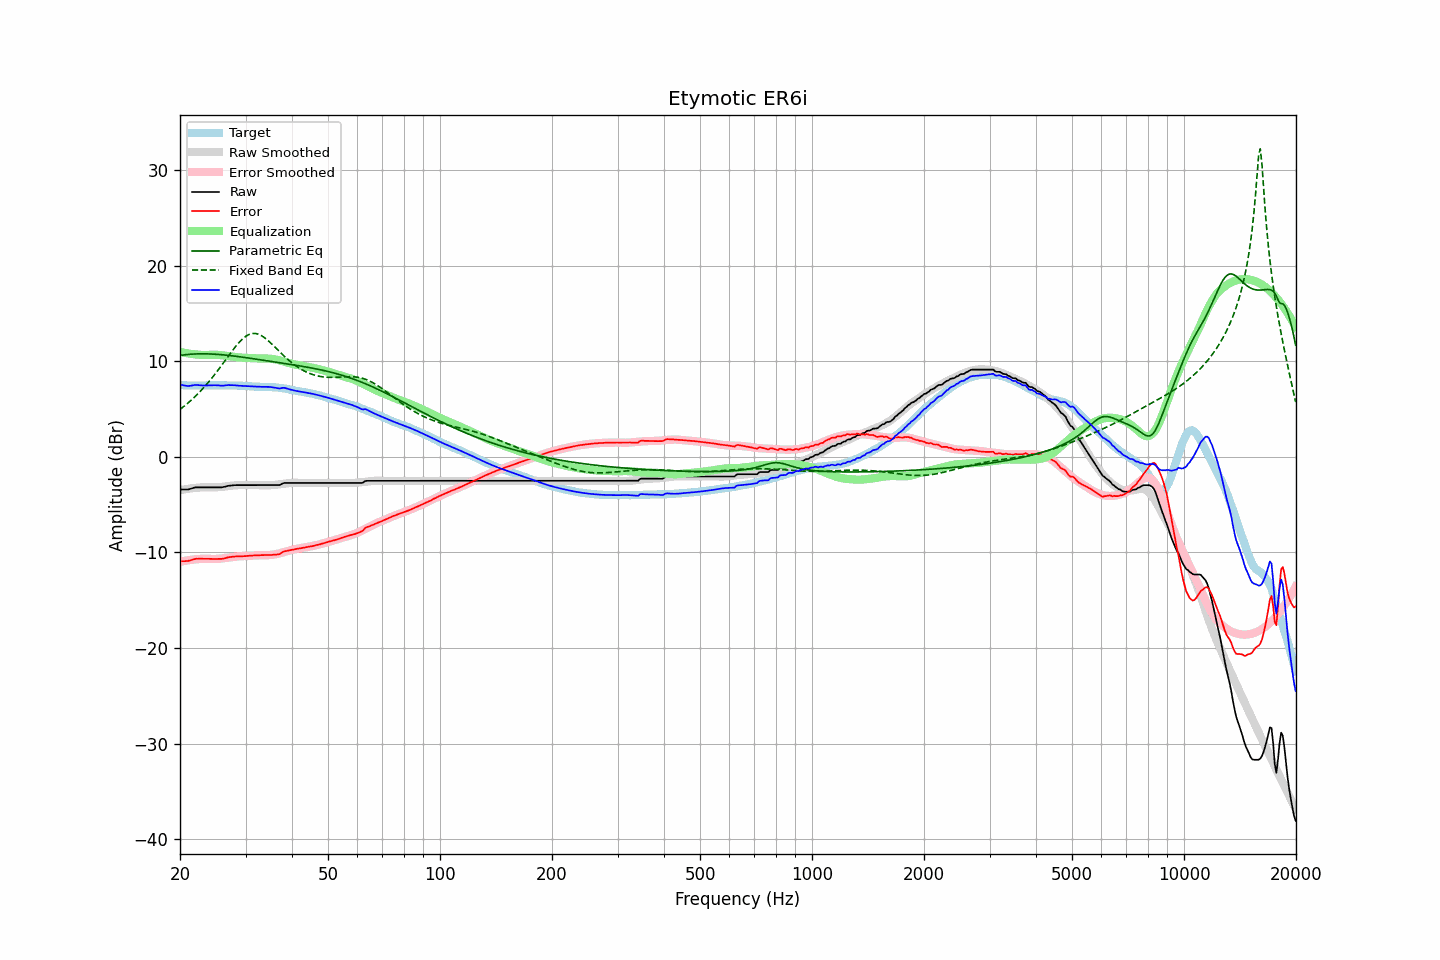 Etymotic ER6i
Target
Raw Smoothed
Error Smoothed
Raw
Error
Equalization
Parametric Eq
Fixed Band Eq
Equalized
Amplitude (dBr)
30
20
10
0
−10
−20
−30
−40
20 50 100 200 500 1000 2000 5000 10000 20000
Frequency (Hz)